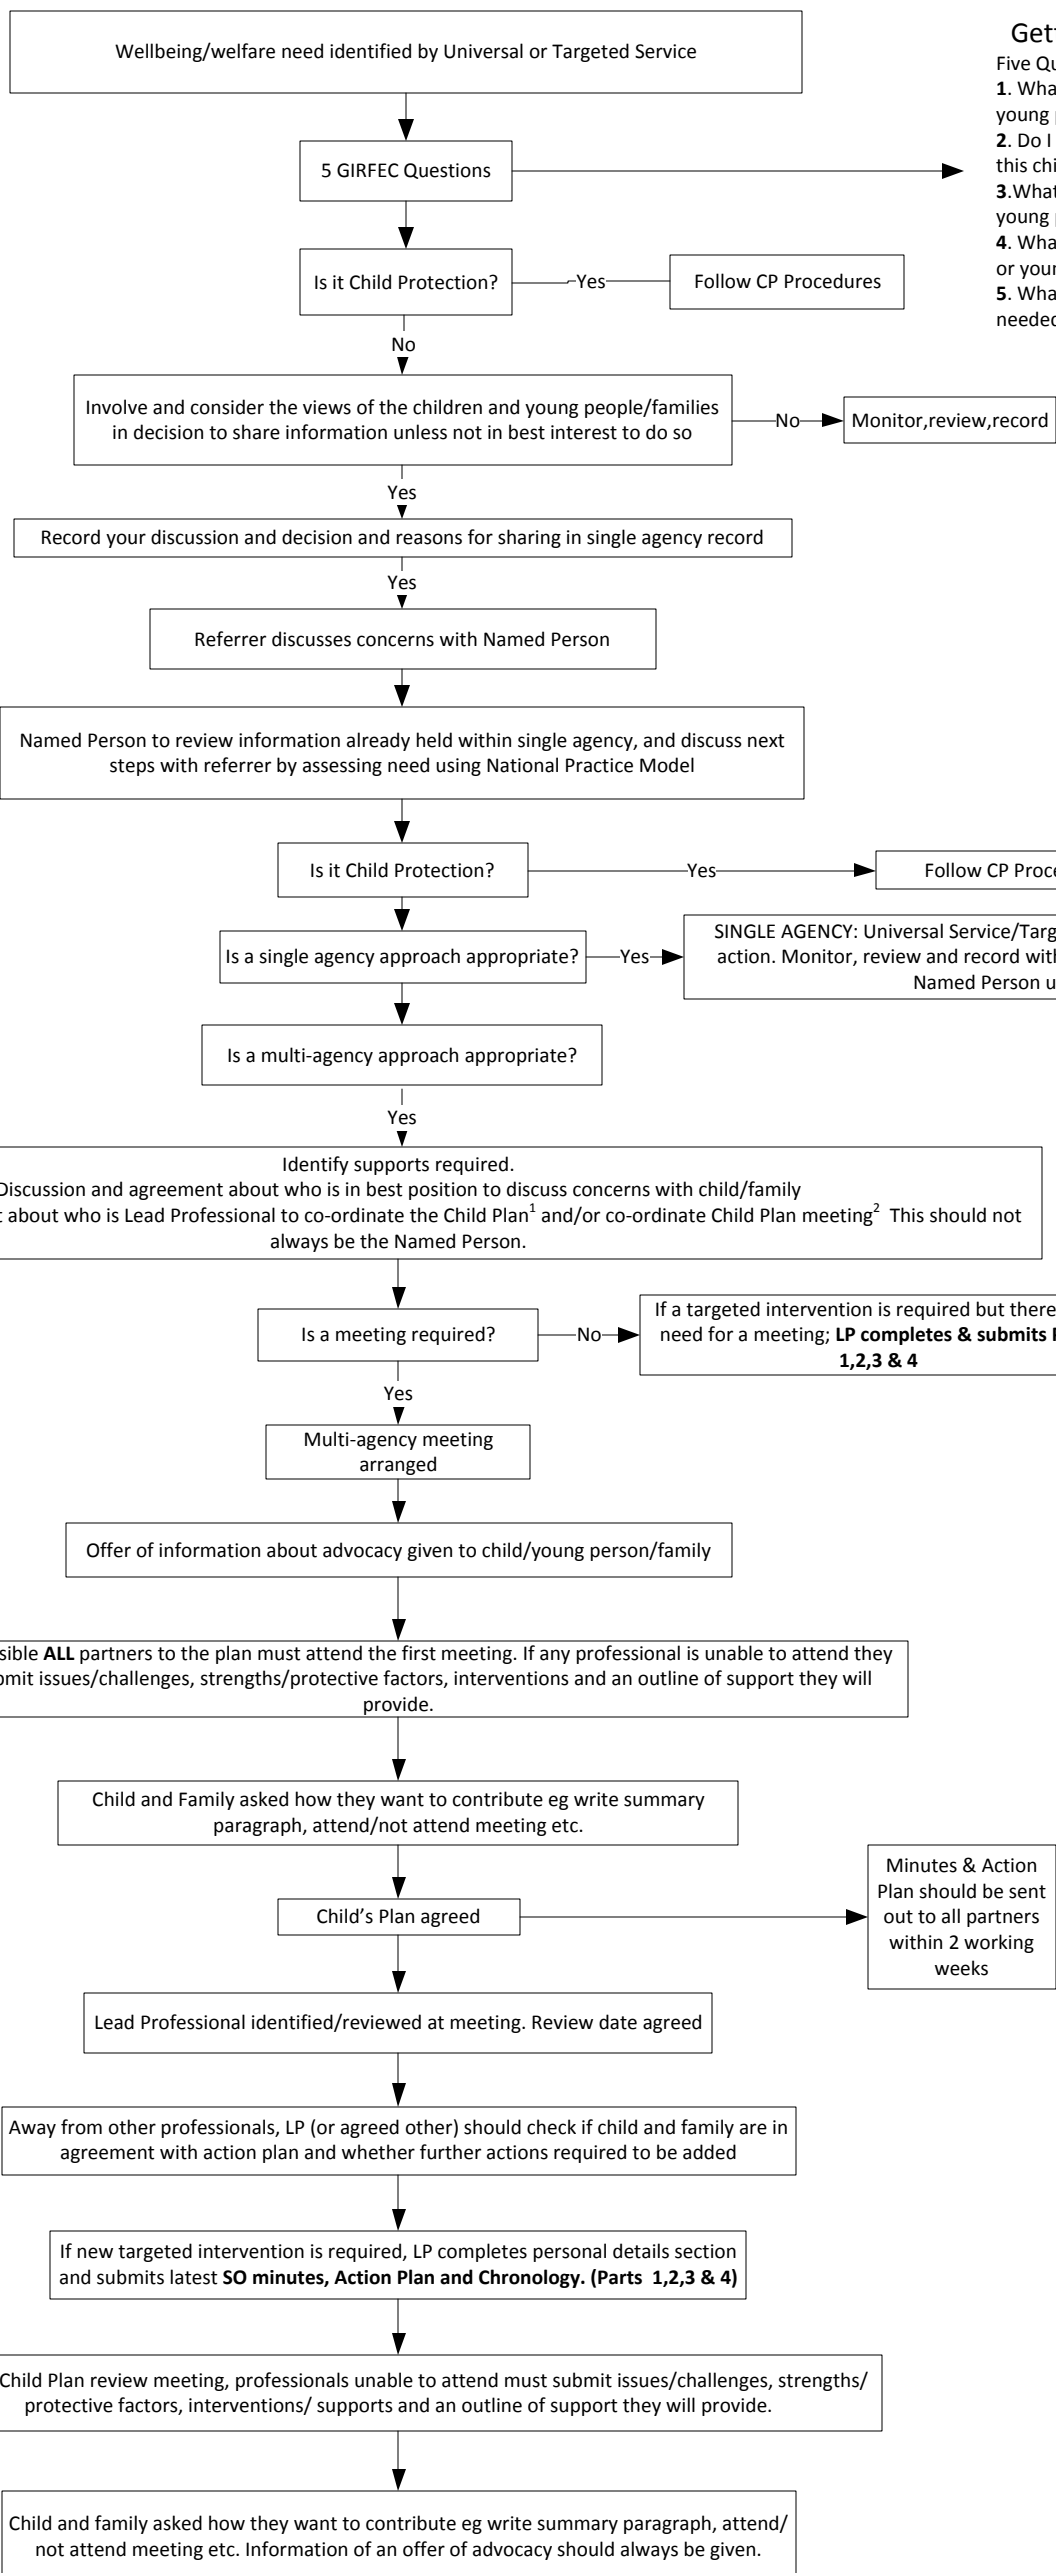 Wellbeing/welfare need identified by Universal or Targeted Service
Five
1. 
young
2. Do I
this
3.What
young
4. 
or
5. 
5 GIRFEC Questions
Is it Child Protection?
Yes
Follow CP Procedures
No
Involve and consider the views of the children and young people/families
in decision to share information unless not in best interest to do so
No
Monitor,review,record
Yes
Record your discussion and decision and reasons for sharing in single agency record
Yes
Referrer discusses concerns with Named Person
Named Person to review information already held within single agency, and discuss next
steps with referrer by assessing need using National Practice Model
Is it Child Protection?
Yes
Follow CP
Is a single agency approach appropriate?
Yes
SINGLE AGENCY: Universal
action. Monitor, review and record
Named Person
Is a multi-agency approach appropriate?
Yes
Identify supports required.
Discussion and agreement about who is in best position to discuss concerns with child/family
about who is Lead Professional to co-ordinate the Child Plan1 and/or co-ordinate Child Plan meeting2 This should not
always be the Named Person.
Is a meeting required?
No
If a targeted intervention is required but there
need for a meeting; LP completes & submits
1,2,3 & 4
Yes
Multi-agency meeting
arranged
Offer of information about advocacy given to child/young person/family
ALL partners to the plan must attend the first meeting. If any professional is unable to attend they
issues/challenges, strengths/protective factors, interventions and an outline of support they will
provide.
Child and Family asked how they want to contribute eg write summary
paragraph, attend/not attend meeting etc.
Child's Plan agreed
Minutes & Action
Plan should be sent
out to all partners
within 2 working
weeks
Lead Professional identified/reviewed at meeting. Review date agreed
Away from other professionals, LP (or agreed other) should check if child and family are in
agreement with action plan and whether further actions required to be added
If new targeted intervention is required, LP completes personal details section
and submits latest SO minutes, Action Plan and Chronology. (Parts 1,2,3 & 4)
Child Plan review meeting, professionals unable to attend must submit issues/challenges, strengths/
protective factors, interventions/ supports and an outline of support they will provide.
Child and family asked how they want to contribute eg write summary paragraph, attend/
not attend meeting etc. Information of an offer of advocacy should always be given.